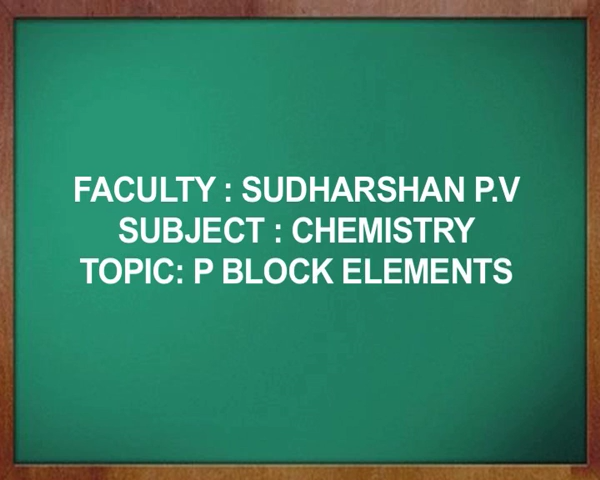 FACULTY : SUDHARSHAN P.V
SUBJECT : CHEMISTRY
TOPIC: P BLOCK ELEMENTS